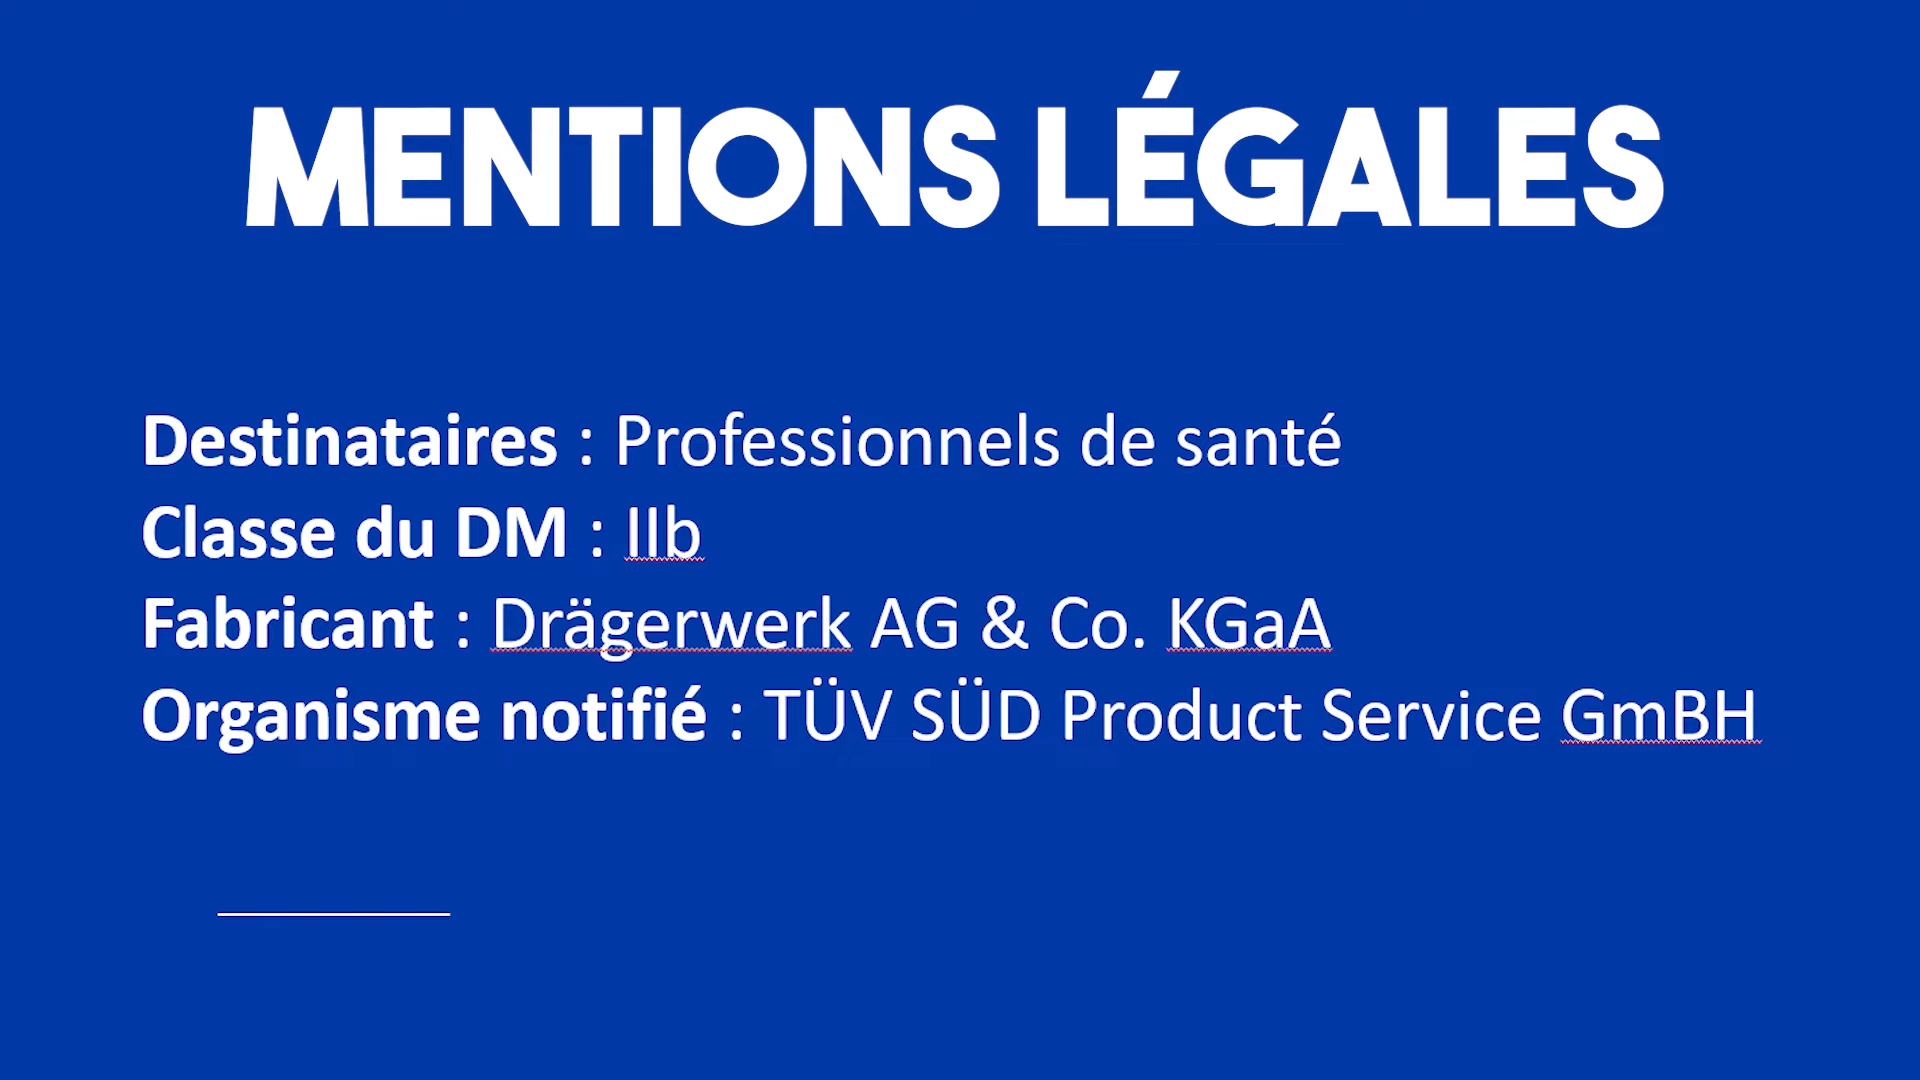 MENTIONS LÉGALES
Destinataires : Professionnels de santé
Classe du DM : IIb
Fabricant : Drägerwerk AG & Co. KGaA
Organisme notifié : TÜV SÜD Product Service GmBH